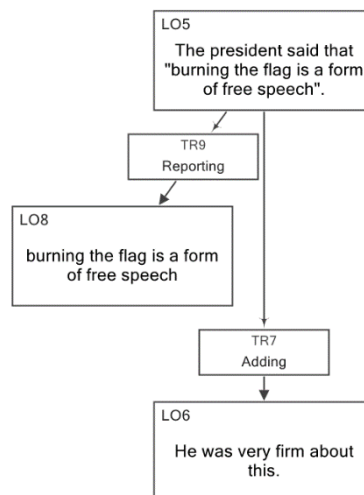 LO5
The president said that
"burning the flag is a form
of free speech".
TR9
Reporting
LO8
burning the flag is a form
of free speech
TR7
Adding
LO6
He was very firm about
this.